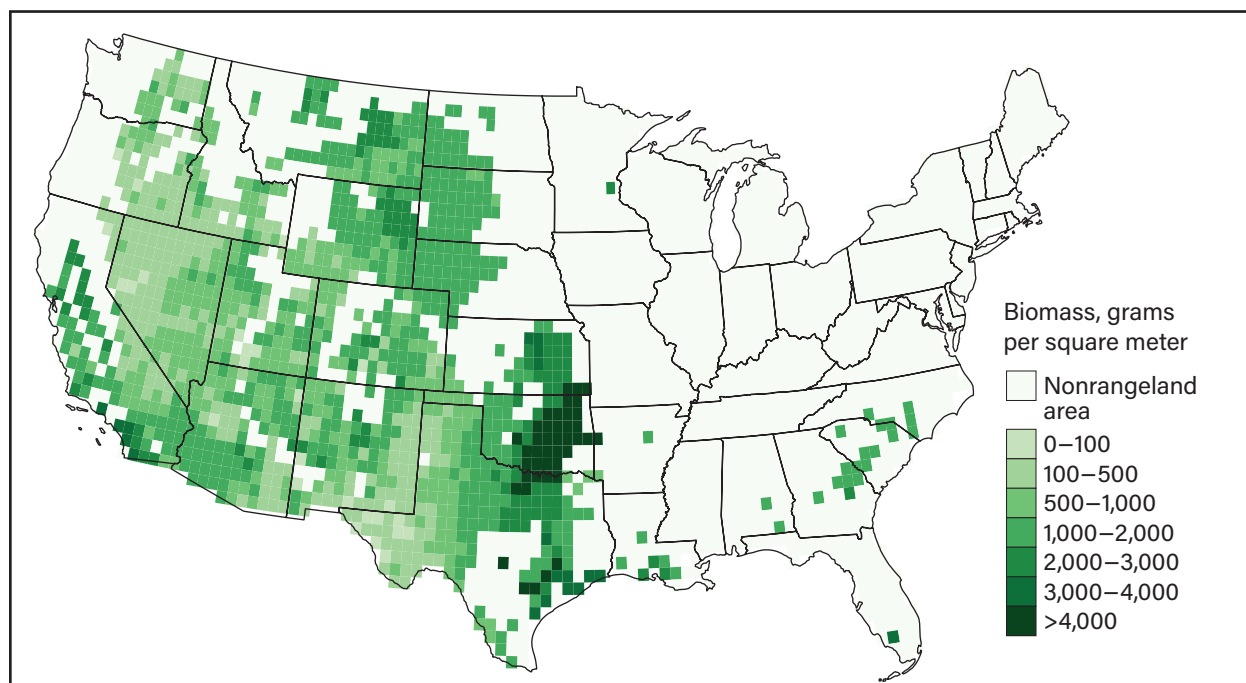 Biomass, grams
per square meter
Nonrangeland
area
0–100
100–500
500–1,000
1,000–2,000
2,000–3,000
3,000–4,000
>4,000